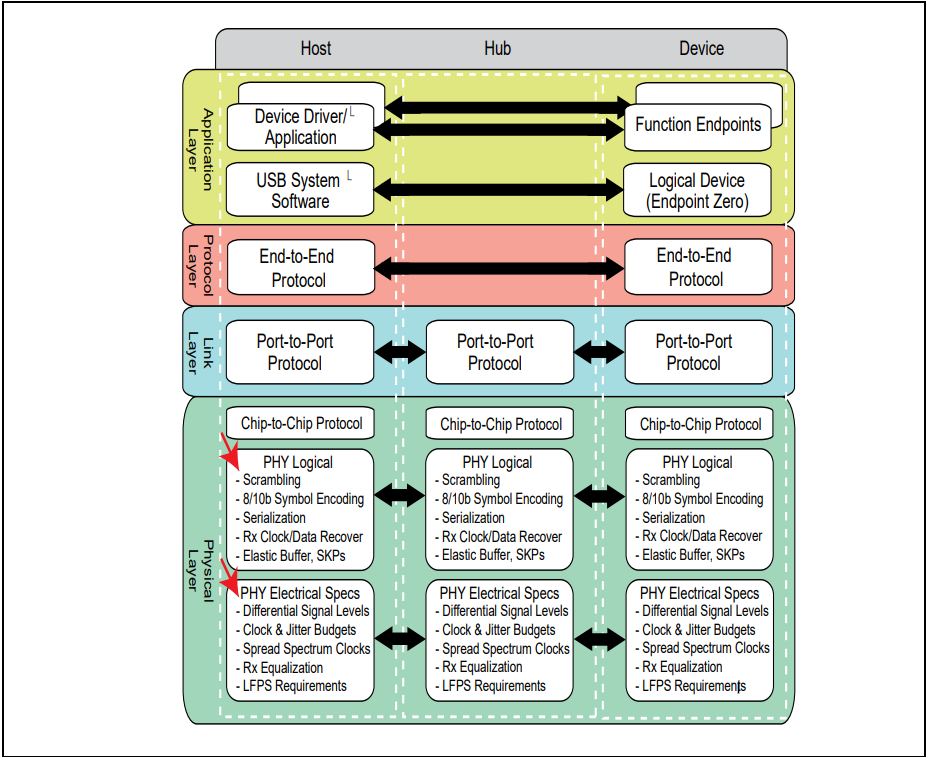 Host
Hub
Device
Application
Layer
Device Driver/
Application
Function Endpoints
USB System
Software
Logical Device
(Endpoint Zero)
Protocol
Layer
End-to-End
Protocol
End-to-End
Protocol
Link
Layer
Port-to-Port
Protocol
Port-to-Port
Protocol
Port-to-Port
Protocol
Physical
Layer
Chip-to-Chip Protocol
Chip-to-Chip Protocol
Chip-to-Chip Protocol
PHY Logical
- Scrambling
- 8/10b Symbol Encoding
- Serialization
- Rx Clock/Data Recover
- Elastic Buffer, SKPs
PHY Logical
- Scrambling
- 8/10b Symbol Encoding
- Serialization
- Rx Clock/Data Recover
- Elastic Buffer, SKPs
PHY Logical
- Scrambling
- 8/10b Symbol Encoding
- Serialization
- Rx Clock/Data Recover
- Elastic Buffer, SKPs
PHY Electrical Specs
- Differential Signal Levels
- Clock & Jitter Budgets
- Spread Spectrum Clocks
- Rx Equalization
- LFPS Requirements
PHY Electrical Specs
- Differential Signal Levels
- Clock & Jitter Budgets
- Spread Spectrum Clocks
- Rx Equalization
- LFPS Requirements
PHY Electrical Specs
- Differential Signal Levels
- Clock & Jitter Budgets
- Spread Spectrum Clocks
- Rx Equalization
- LFPS Requirements